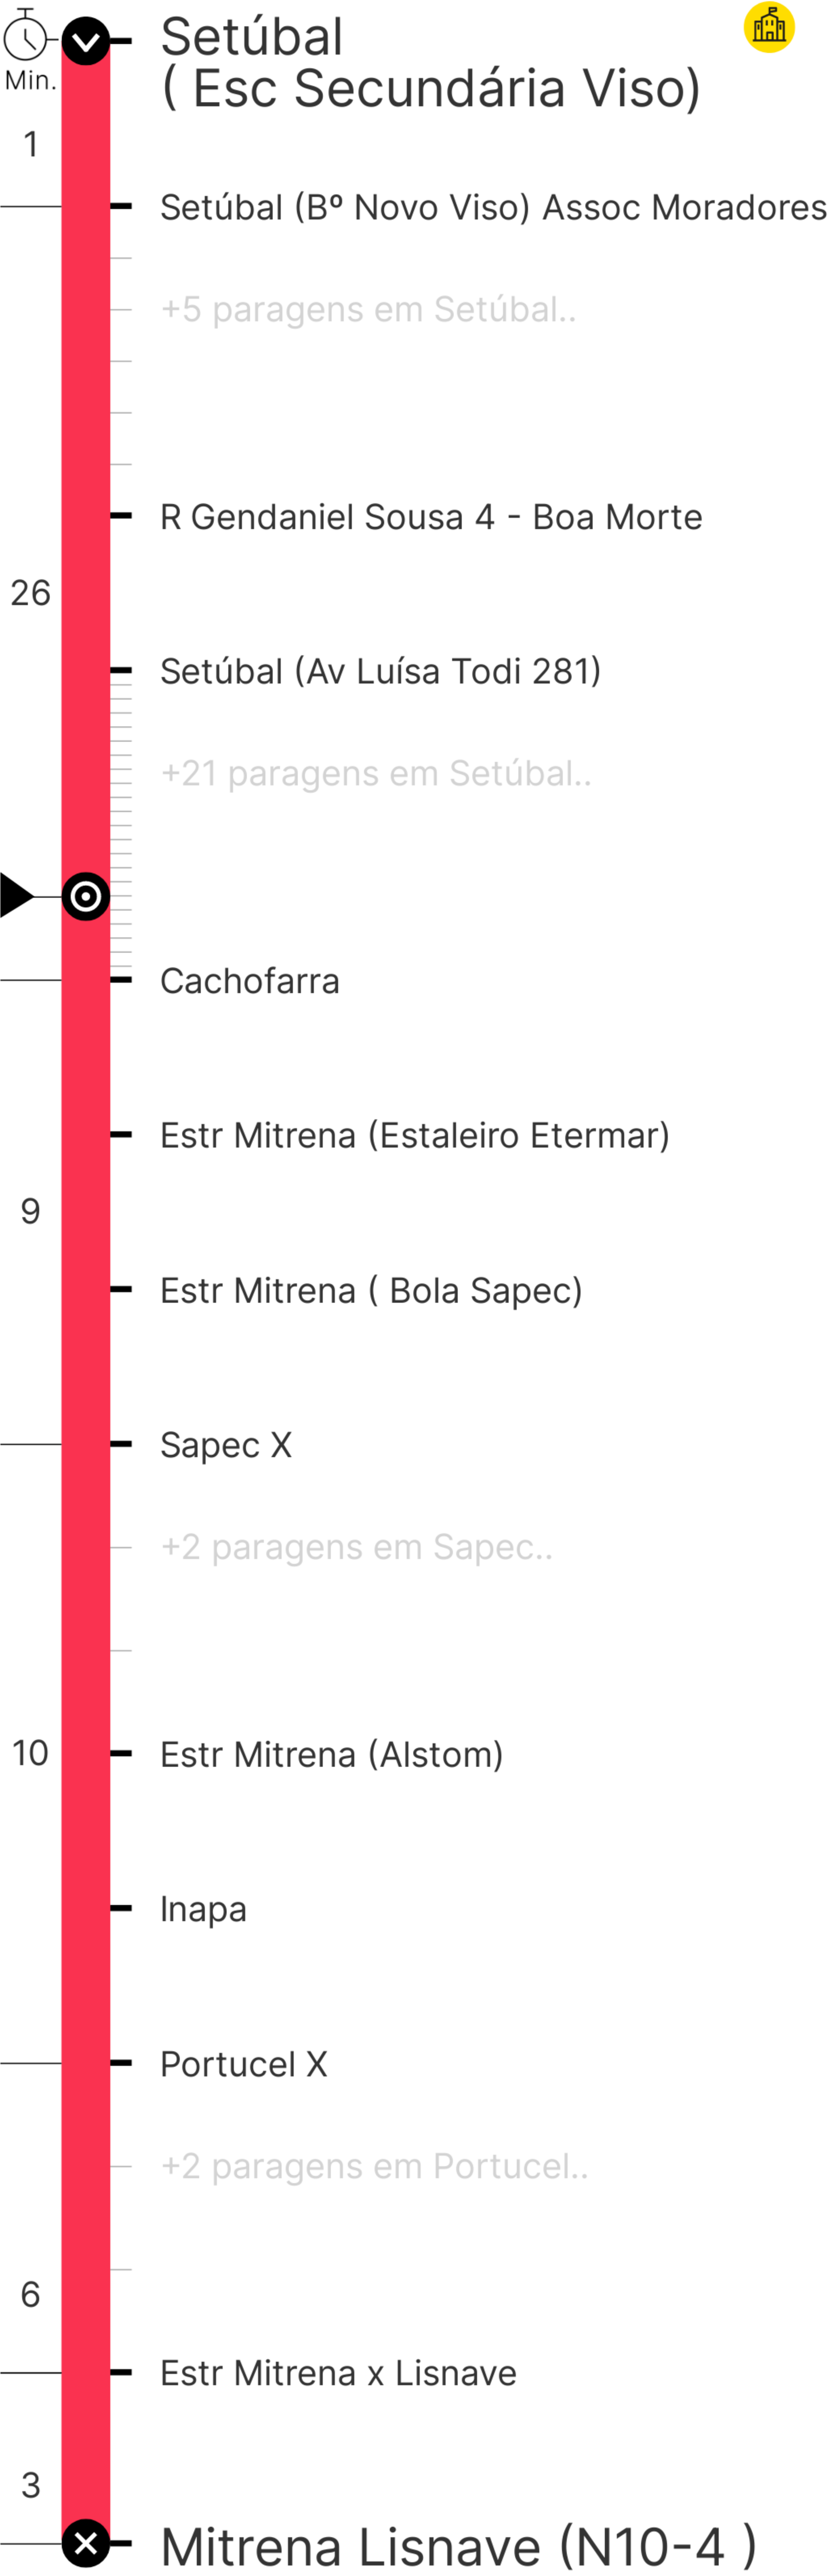 Setúbal
( Esc Secundária Viso)
Min.
1
Setúbal (Bº Novo Viso) Assoc Moradores
+5 paragens em Setúbal..
R Gendaniel Sousa 4 - Boa Morte
26
Setúbal (Av Luísa Todi 281)
+21 paragens em Setúbal..
Cachofarra
Estr Mitrena (Estaleiro Etermar)
9
Estr Mitrena ( Bola Sapec)
Sapec X
+2 paragens em Sapec..
10
Estr Mitrena (Alstom)
Inapa
Portucel X
+2 paragens em Portucel..
6
Estr Mitrena x Lisnave
3
Mitrena Lisnave (N10-4 )